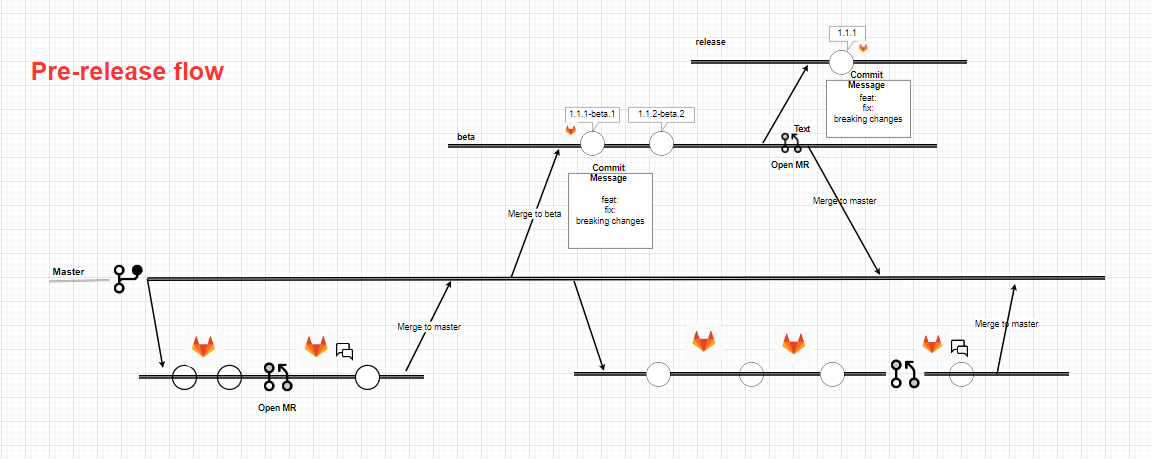 Pre-release flow
release
1.1.1
Commit
Message
feat:
fix:
breaking changes
beta
1.1.1-beta.1
1.1.2-beta.2
Text
Open MR
Commit
Message
feat:
fix:
breaking changes
Merge to beta
Merge to master
Master
Merge to master
Merge to master
Open MR